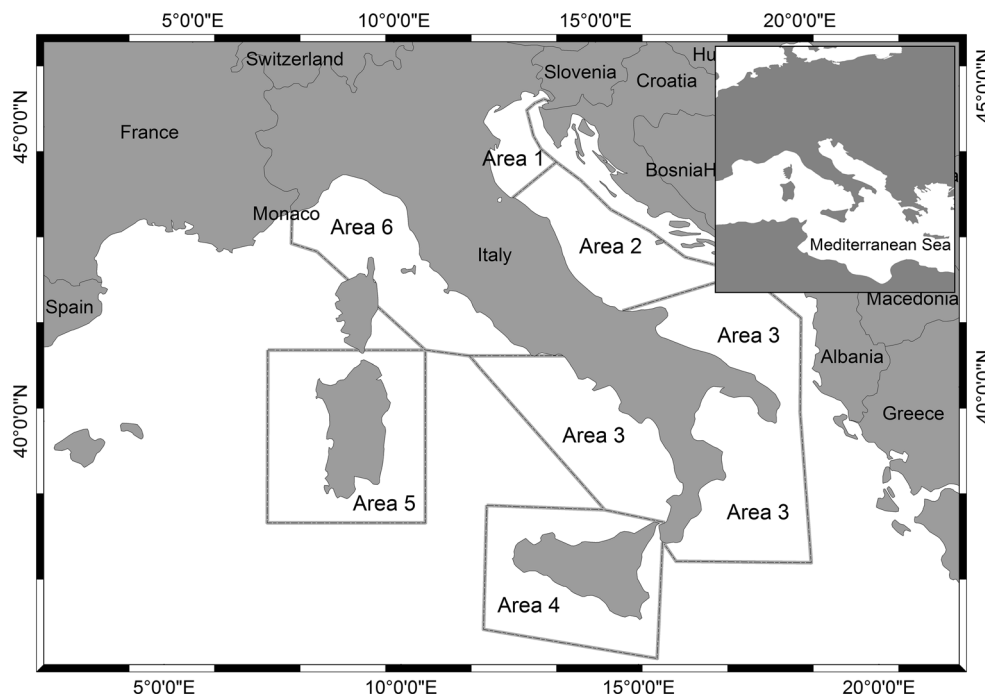 5°0'0"E 10°0'0"E 15°0'0"E 20°0'0"E
Switzerland
Hu
Slovenia
Croatia
45°0'0"N
45°0'0"N
France
Area 1
BosniaH
Monaco
Area 6
Area 2
Italy
Mediterranean Sea
Spain
Macedonia
Area 3
Albania
40°0'0"N
40°0'0"N
Greece
Area 3
Area 5
Area 3
Area 4
5°0'0"E 10°0'0"E 15°0'0"E 20°0'0"E